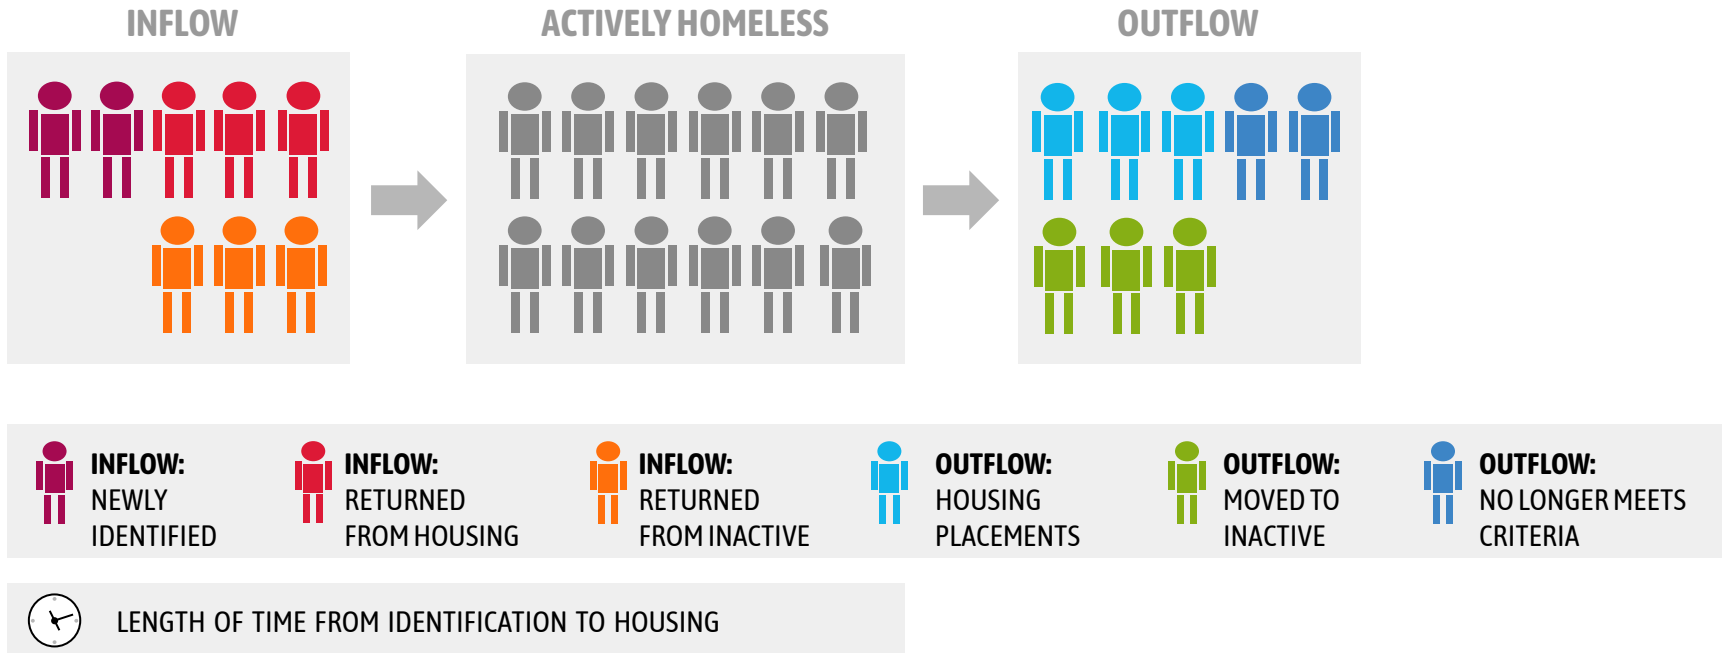 INFLOW
ACTIVELY HOMELESS
OUTFLOW
INFLOW:
NEWLY
IDENTIFIED
INFLOW:
RETURNED
FROM HOUSING
INFLOW:
RETURNED
FROM INACTIVE
OUTFLOW:
HOUSING
PLACEMENTS
OUTFLOW:
MOVED TO
INACTIVE
OUTFLOW:
NO LONGER MEETS
CRITERIA
LENGTH OF TIME FROM IDENTIFICATION TO HOUSING